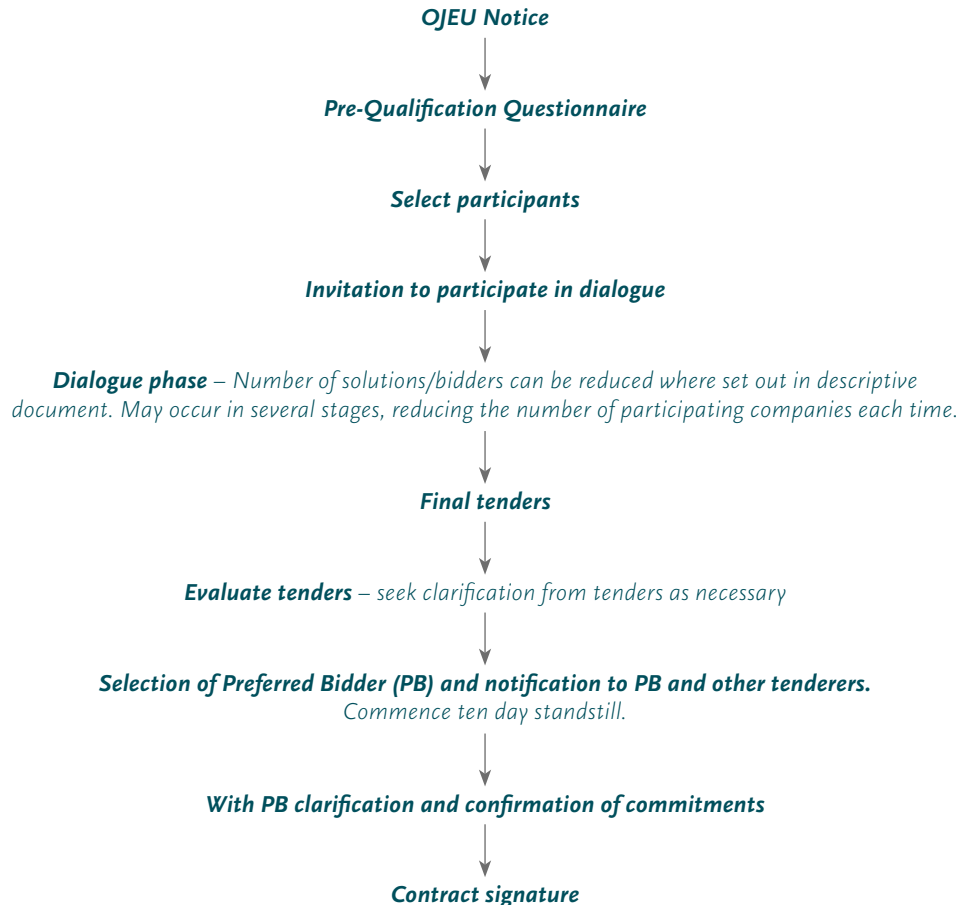 OJEU Notice
Pre-Qualification Questionnaire
Select participants
Invitation to participate in dialogue
Dialogue phase – Number of solutions/bidders can be reduced where set out in descriptive
document. May occur in several stages, reducing the number of participating companies each time.
Final tenders
Evaluate tenders – seek clarification from tenders as necessary
Selection of Preferred Bidder (PB) and notification to PB and other tenderers.
Commence ten day standstill.
With PB clarification and confirmation of commitments
Contract signature